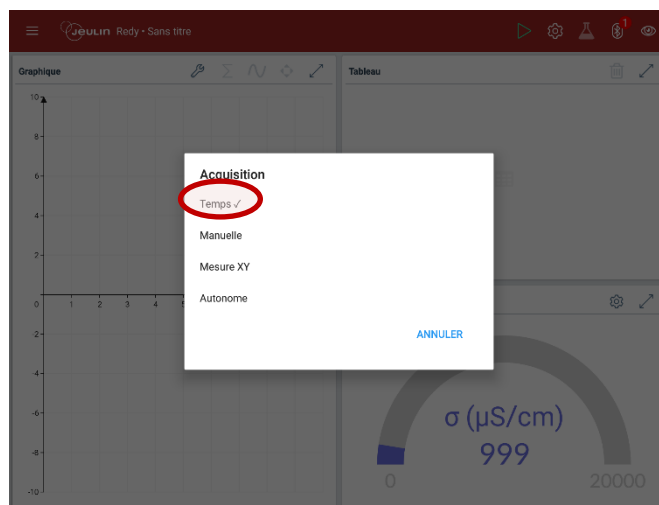 Jeulin Redy • Sans titre
1
Graphique
Tableau
10
8
6
4
2
0 1 2 3 4
-2
-4
-6
-8
-10
Acquisition
Temps ✓
Manuelle
Mesure XY
Autonome
ANNULER
σ (µS/cm)
999
0 20000